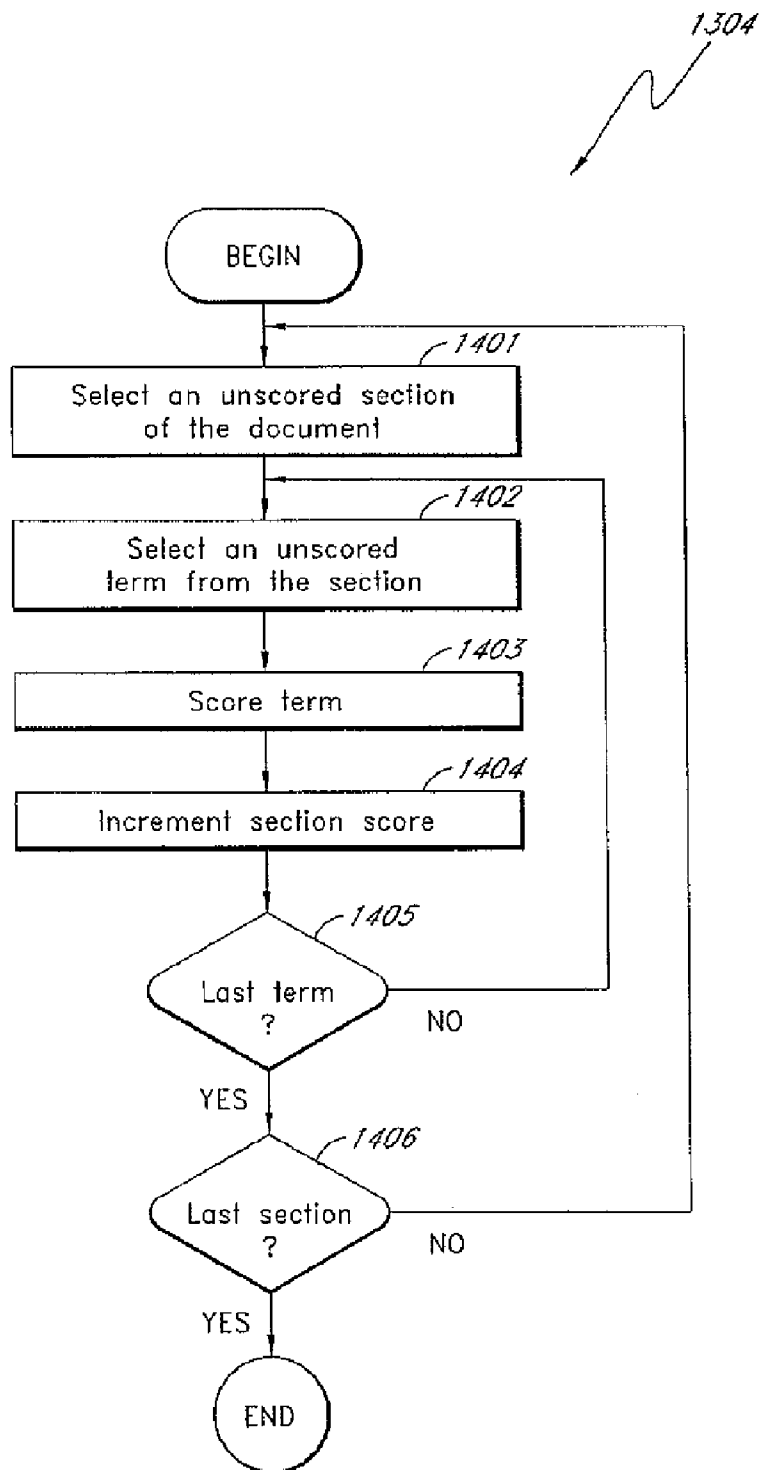 1304
BEGIN
1401
Select an unscored section
of the document
1402
Select an unscored
term from the section
1403
Score term
1404
Increment section score
1405
Last term
?
NO
YES
1406
Last section
?
NO
YES
END